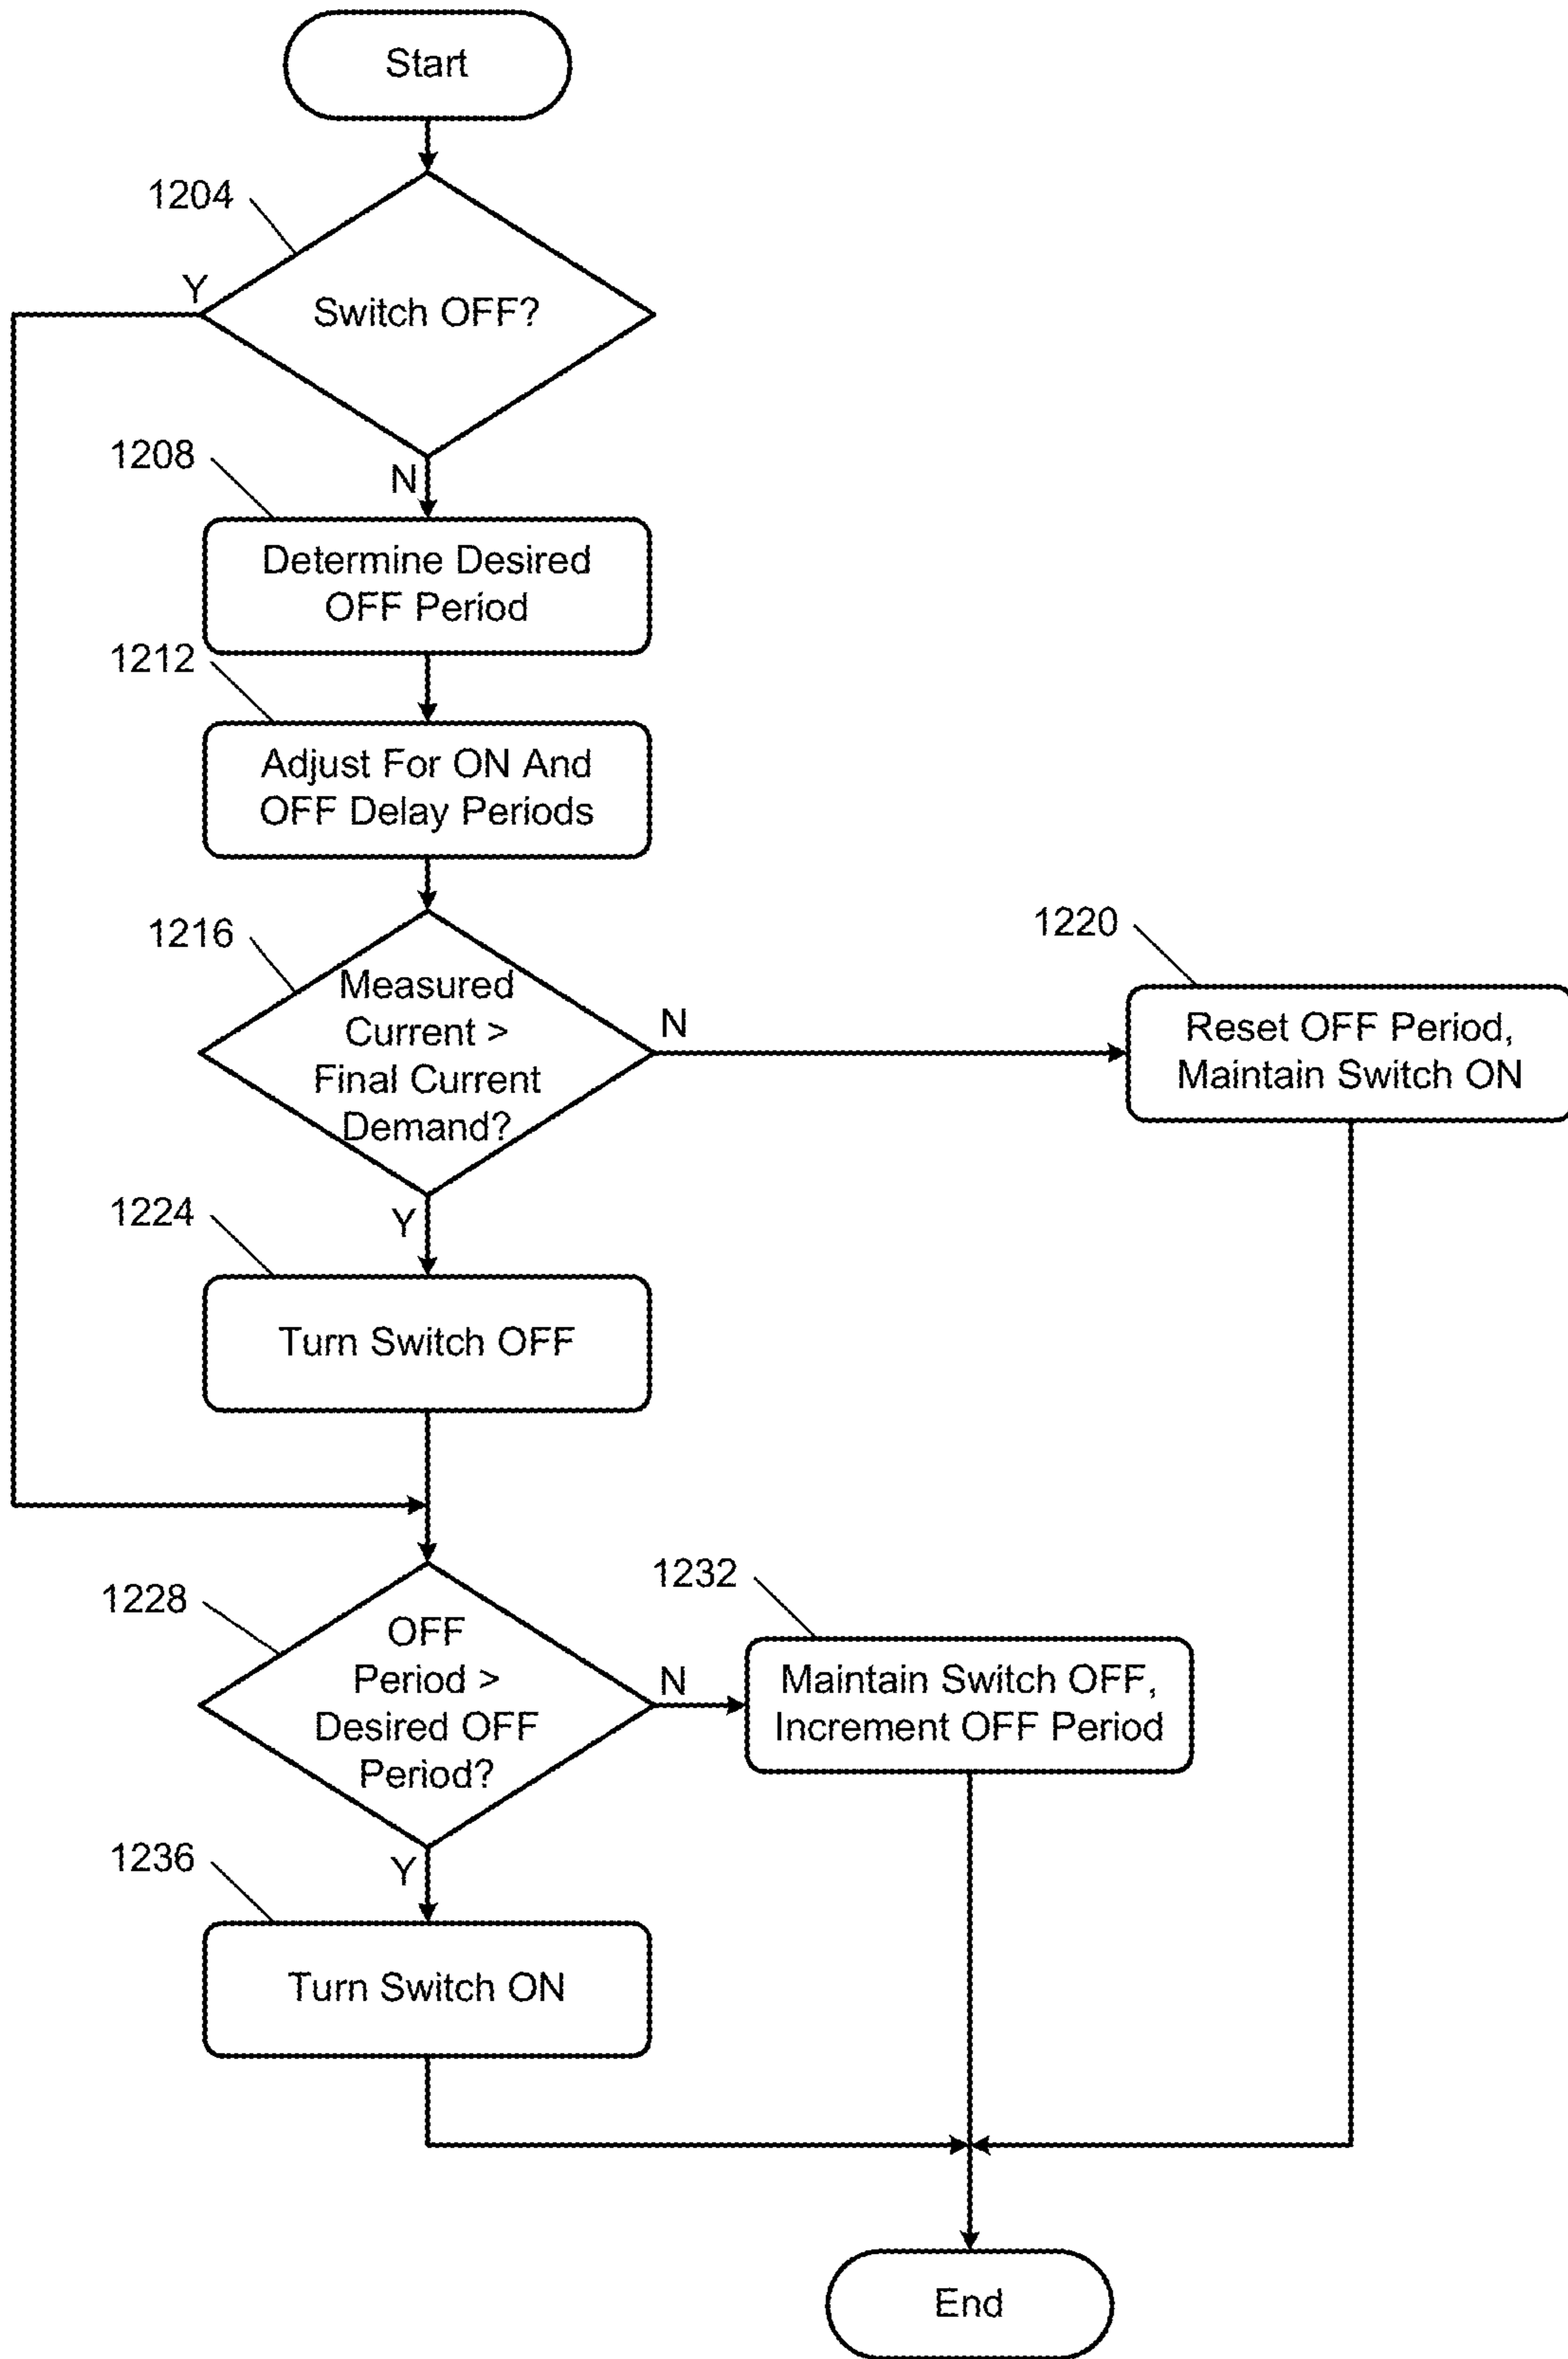 Start
1204
Y
Switch OFF?
N
1208
Determine Desired
OFF Period
1212
Adjust For ON And
OFF Delay Periods
1216
Measured
Current >
Final Current
Demand?
N
1220
Reset OFF Period,
Maintain Switch ON
Y
1224
Turn Switch OFF
1228
OFF
Period >
Desired OFF
Period?
N
1232
Maintain Switch OFF,
Increment OFF Period
Y
1236
Turn Switch ON
End